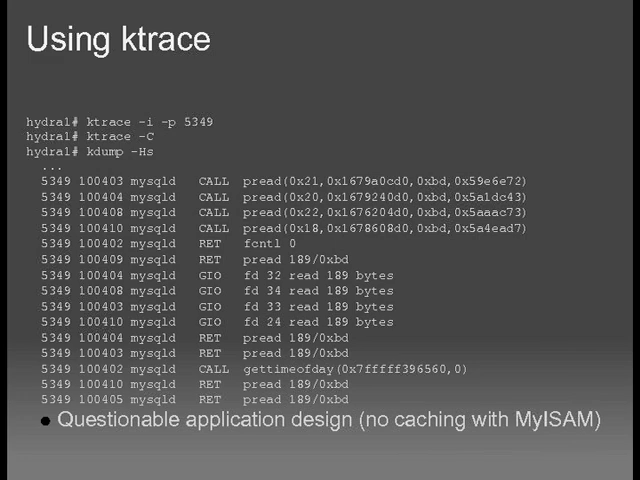 Using ktrace
hydra1# ktrace -i -p 5349
hydra1# ktrace -C
hydra1# kdump -Hs
...
5349 100403 mysqld CALL pread(0x21,0x1679a0cd0,0xbd,0x59e6e72)
5349 100404 mysqld CALL pread(0x20,0x1679240d0,0xbd,0x5a1dc43)
5349 100408 mysqld CALL pread(0x22,0x1676204d0,0xbd,0x5aaac73)
5349 100410 mysqld CALL pread(0x18,0x1678608d0,0xbd,0x5a4ead7)
5349 100402 mysqld RET fcntl 0
5349 100409 mysqld RET pread 189/0xbd
5349 100404 mysqld GIO fd 32 read 189 bytes
5349 100408 mysqld GIO fd 34 read 189 bytes
5349 100403 mysqld GIO fd 33 read 189 bytes
5349 100410 mysqld GIO fd 24 read 189 bytes
5349 100404 mysqld RET pread 189/0xbd
5349 100403 mysqld RET pread 189/0xbd
5349 100402 mysqld CALL gettimeofday(0x7fffff396560,0)
5349 100410 mysqld RET pread 189/0xbd
5349 100405 mysqld RET pread 189/0xbd
● Questionable application design (no caching with MyISAM)